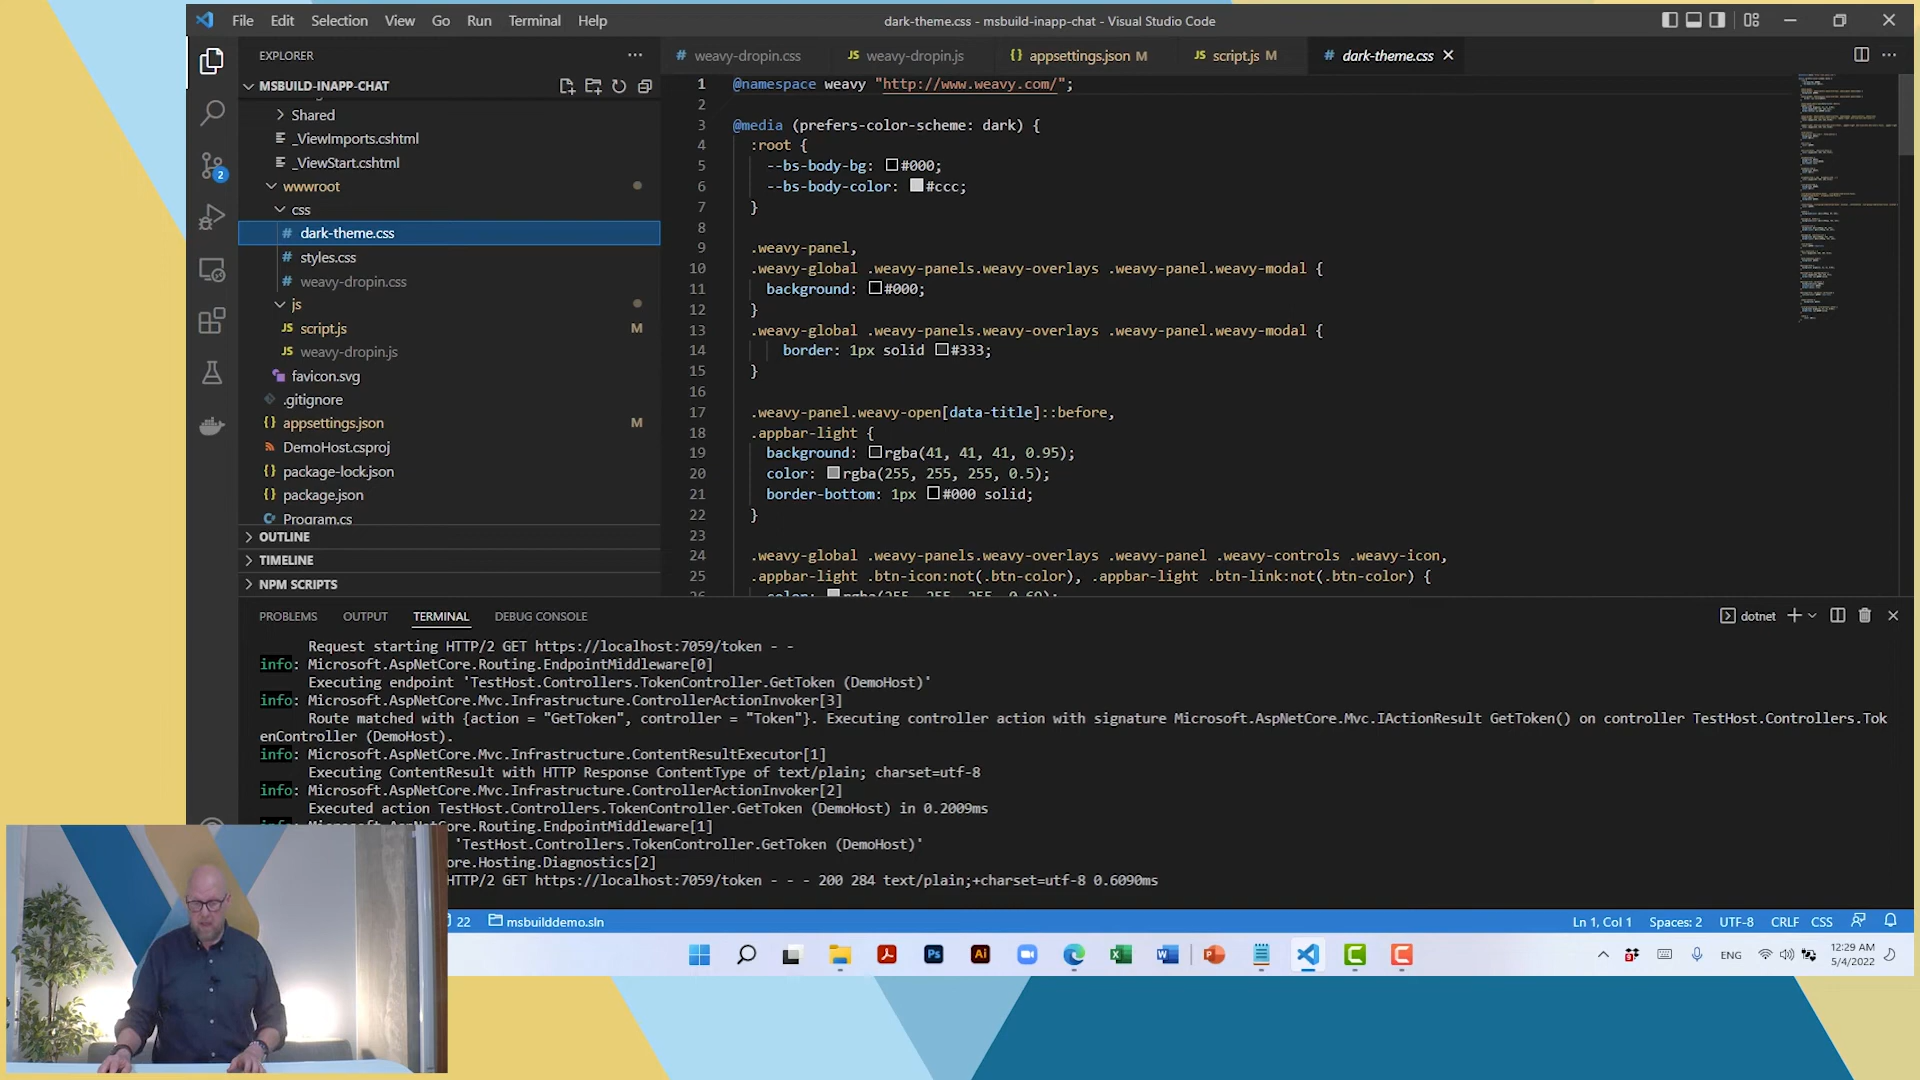 File Edit Selection View Go Run Terminal Help
dark-theme.css - msbuild-inapp-chat - Visual Studio Code
EXPLORER
MSBUILD-INAPP-CHAT
Shared
_ViewImports.cshtml
_ViewStart.cshtml
wwwroot
css
dark-theme.css
styles.css
weavy-dropin.css
js
script.js M
weavy-dropin.js
favicon.svg
.gitignore
appsettings.json M
DemoHost.csproj
package-lock.json
package.json
Program.cs
OUTLINE
TIMELINE
NPM SCRIPTS
2
weavy-dropin.css
weavy-dropin.js
appsettings.json M
script.js M
dark-theme.css
1 @namespace weavy "http://www.weavy.com/";
2
3 @media (prefers-color-scheme: dark) {
4 :root {
5 --bs-body-bg: #000;
6 --bs-body-color: #ccc;
7 }
8
9 .weavy-panel,
10 .weavy-global .weavy-panels.weavy-overlays .weavy-panel.weavy-modal {
11 background: #000;
12 }
13 .weavy-global .weavy-panels.weavy-overlays .weavy-panel.weavy-modal {
14 border: 1px solid #333;
15 }
16
17 .weavy-panel.weavy-open[data-title]::before,
18 .appbar-light {
19 background: rgba(41, 41, 41, 0.95);
20 color: rgba(255, 255, 255, 0.5);
21 border-bottom: 1px #000 solid;
22 }
23
24 .weavy-global .weavy-panels.weavy-overlays .weavy-panel .weavy-controls .weavy-icon,
25 .appbar-light .btn-icon:not(.btn-color), .appbar-light .btn-link:not(.btn-color) {
PROBLEMS OUTPUT TERMINAL DEBUG CONSOLE
dotnet
Request starting HTTP/2 GET https://localhost:7059/token - -
info: Microsoft.AspNetCore.Routing.EndpointMiddleware[0]
Executing endpoint 'TestHost.Controllers.TokenController.GetToken (DemoHost)'
info: Microsoft.AspNetCore.Mvc.Infrastructure.ControllerActionInvoker[3]
Route matched with {action = "GetToken", controller = "Token"}. Executing controller action with signature Microsoft.AspNetCore.Mvc.IActionResult GetToken() on controller TestHost.Controllers.Tok
enController (DemoHost).
info: Microsoft.AspNetCore.Mvc.Infrastructure.ContentResultExecutor[1]
Executing ContentResult with HTTP Response ContentType of text/plain; charset=utf-8
info: Microsoft.AspNetCore.Mvc.Infrastructure.ControllerActionInvoker[2]
Executed action TestHost.Controllers.TokenController.GetToken (DemoHost) in 0.2009ms
info: Microsoft.AspNetCore.Routing.EndpointMiddleware[1]
'TestHost.Controllers.TokenController.GetToken (DemoHost)'
ore.Hosting.Diagnostics[2]
HTTP/2 GET https://localhost:7059/token - - - 200 284 text/plain;+charset=utf-8 0.6090ms
22 msbuilddemo.sln
Ln 1, Col 1 Spaces: 2 UTF-8 CRLF CSS
ENG
12:29 AM
5/4/2022